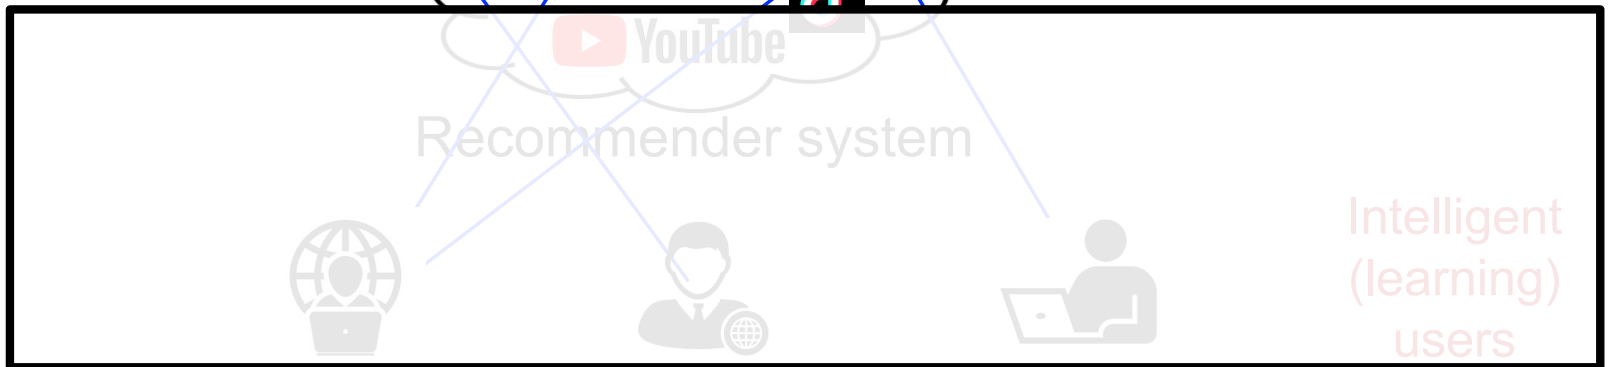 YouTube
Recommender system
Intelligent
(learning)
users